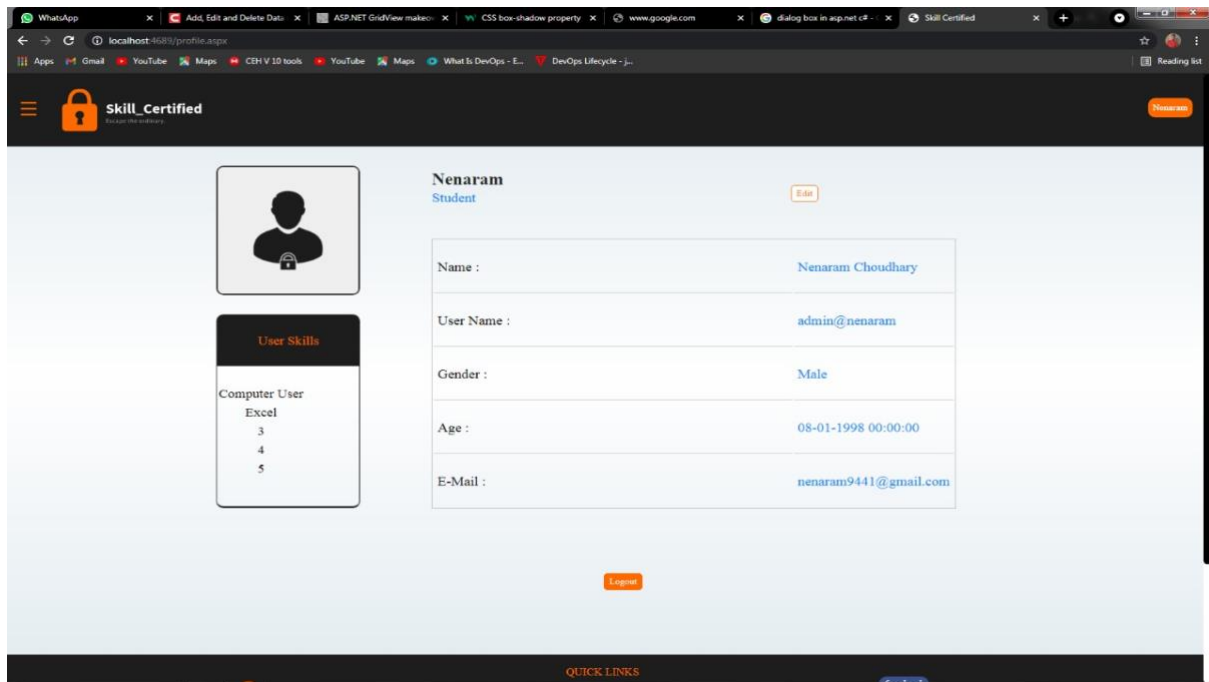 WhatsApp
Add, Edit and Delete Data
ASP.NET GridView makeov
CSS box-shadow property
www.google.com
dialog box in asp.net c# -
Skill Certified
localhost:4689/profile.aspx
Apps Gmail YouTube Maps CEH V 10 tools YouTube Maps What Is DevOps - E... DevOps Lifecycle - j... Reading list
Skill_Certified
Escape the ordinary
Nenaram
Nenaram
Student
Edit
Name : Nenaram Choudhary
User Name : admin@nenaram
Gender : Male
Age : 08-01-1998 00:00:00
E-Mail : nenaram9441@gmail.com
User Skills
Computer User
Excel
3
4
5
Logout
QUICK LINKS